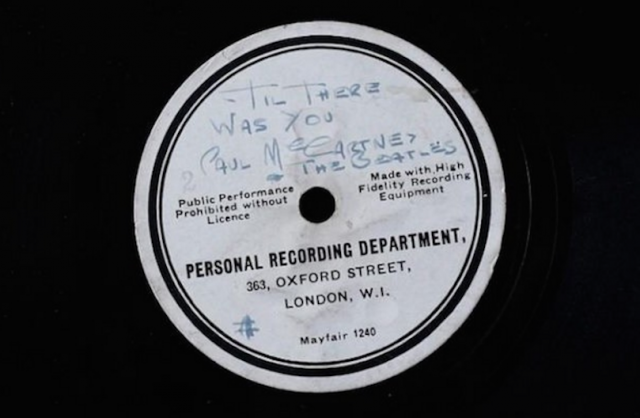 'TIL THERE
WAS YOU
PAUL McCARTNEY
& THE BEATLES
2
Public Performance
Prohibited without
Licence
Made with High
Fidelity Recording
Equipment
PERSONAL RECORDING DEPARTMENT,
363, OXFORD STREET,
LONDON, W.I.
Mayfair 1240
#